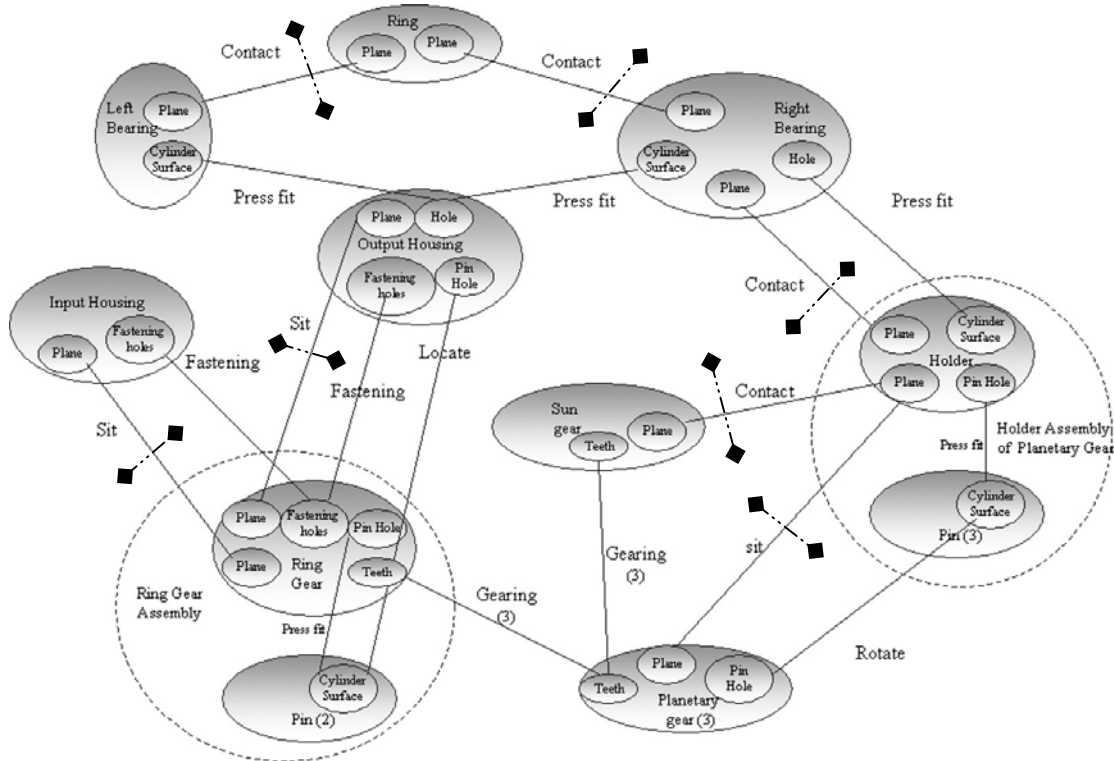 Ring
Plane
Plane
Contact
Contact
Left
Bearing
Plane
Cylinder
Surface
Right
Bearing
Plane
Cylinder
Surface
Hole
Plane
Press fit
Press fit
Press fit
Plane
Hole
Output Housing
Fastening
holes
Pin
Hole
Input Housing
Plane
Fastening
holes
Fastening
Sit
Locate
Fastening
Contact
Plane
Cylinder
Surface
Holder
Plane
Pin Hole
Contact
Sun
gear
Teeth
Plane
Sit
Press fit
Holder Assembly
of Planetary Gear
Cylinder
Surface
Pin (3)
Plane
Fastening
holes
Pin Hole
Plane
Ring
Gear
Teeth
Ring Gear
Assembly
Press fit
Gearing
(3)
Gearing
(3)
sit
Rotate
Cylinder
Surface
Pin (2)
Teeth
Plane
Pin
Hole
Planetary
gear (3)